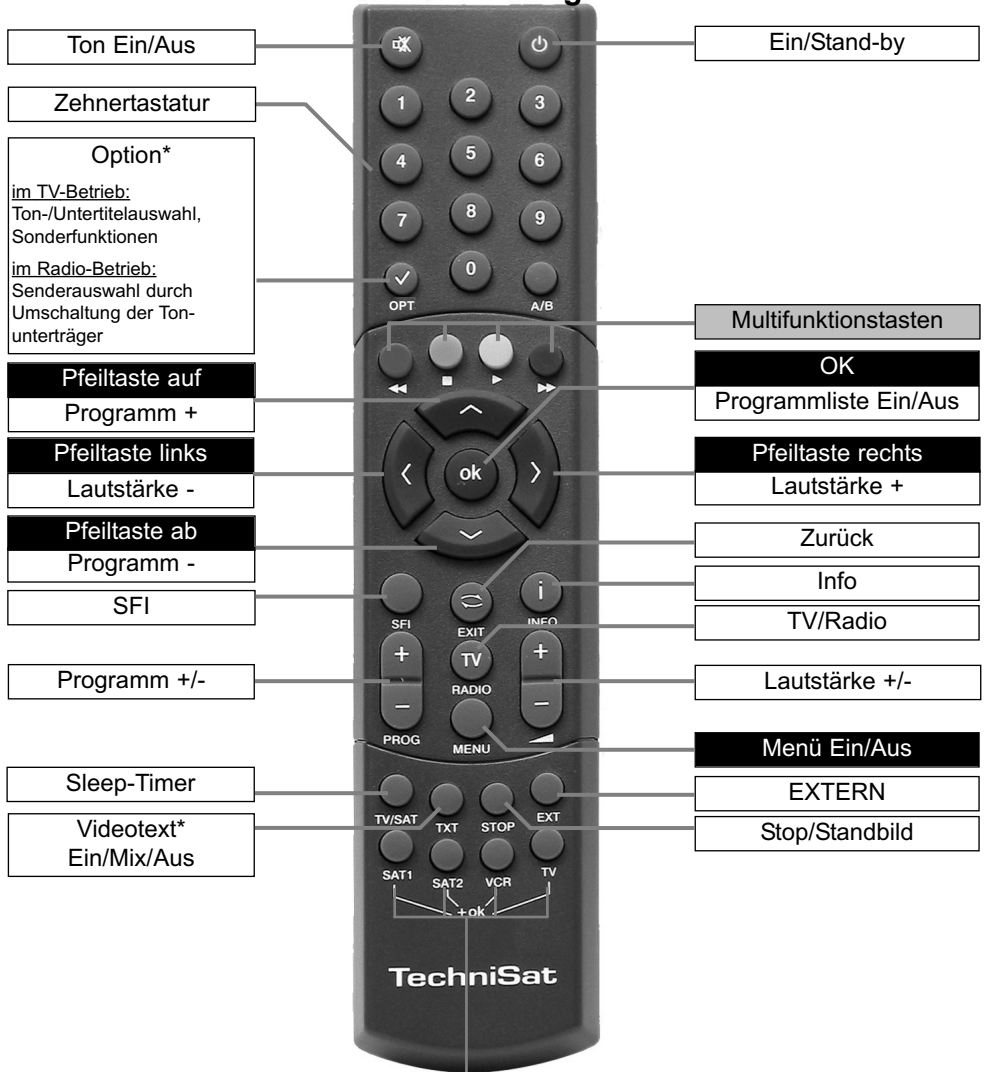 Ton Ein/Aus
Ein/Stand-by
Zehnertastatur
Option*
im TV-Betrieb:
Ton-/Untertitelauswahl,
Sonderfunktionen
im Radio-Betrieb:
Senderauswahl durch
Umschaltung der Ton-
unterträger
Multifunktionstasten
Pfeiltaste auf
Programm +
OK
Programmliste Ein/Aus
Pfeiltaste links
Lautstärke -
Pfeiltaste rechts
Lautstärke +
Pfeiltaste ab
Programm -
Zurück
SFI
Info
TV/Radio
Programm +/-
Lautstärke +/-
Menü Ein/Aus
Sleep-Timer
EXTERN
Videotext*
Ein/Mix/Aus
Stop/Standbild
1 2 3
4 5 6
7 8 9
0
OPT A/B
ok
SFI EXIT i INFO
+ TV +
RADIO
- -
PROG MENU
TV/SAT TXT STOP EXT
SAT1 SAT2 VCR TV
+ok
TechniSat